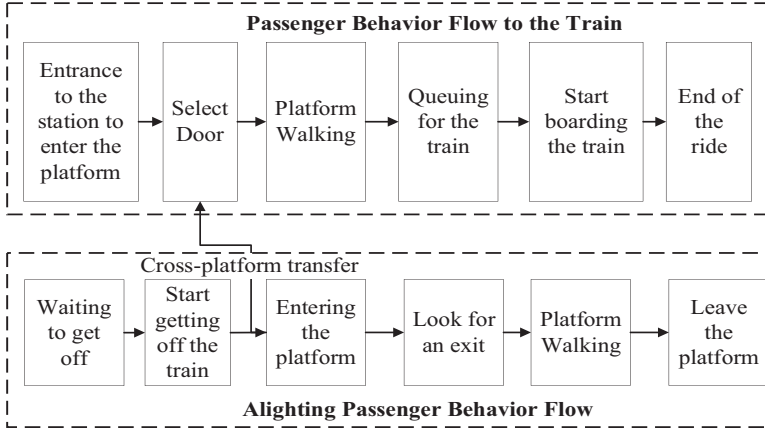 Passenger Behavior Flow to the Train
Entrance
to the
station to
enter the
platform
Select
Door
Platform
Walking
Queuing
for the
train
Start
boarding
the train
End of
the
ride
Cross-platform transfer
Waiting
to get
off
Start
getting
off the
train
Entering
the
platform
Look for
an exit
Platform
Walking
Leave
the
platform
Alighting Passenger Behavior Flow